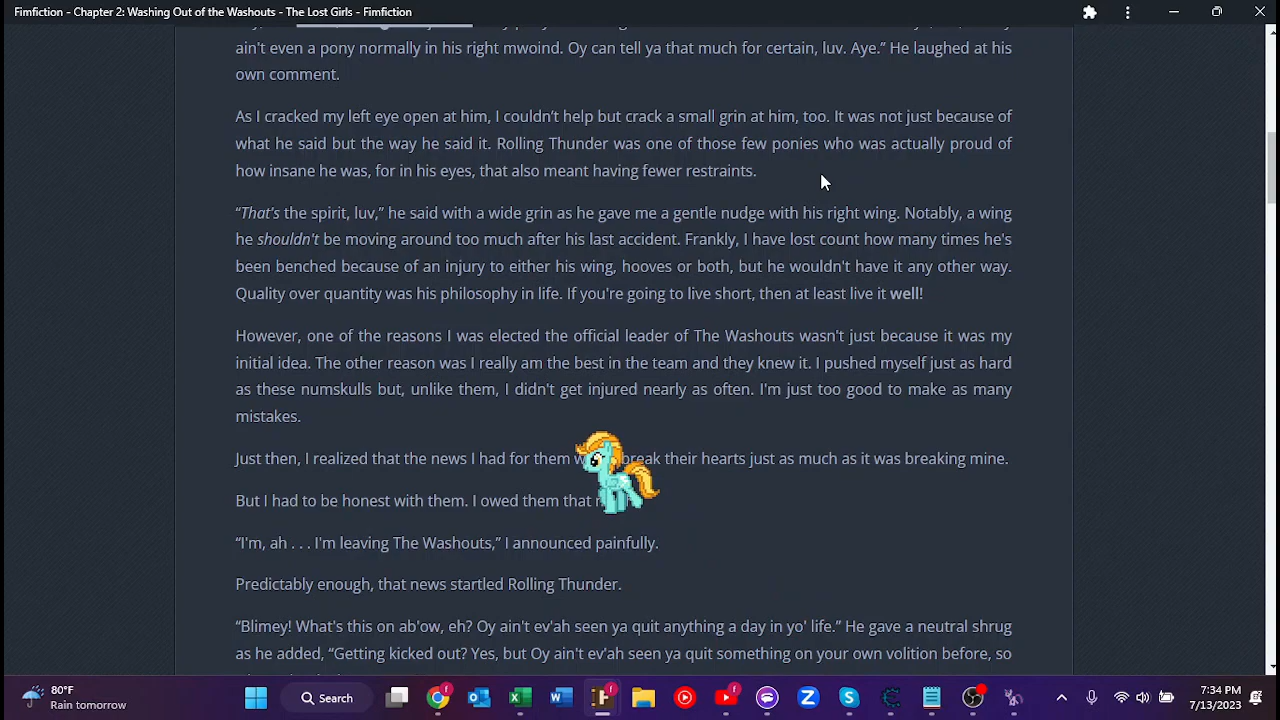 Fimfiction - Chapter 2: Washing Out of the Washouts - The Lost Girls - Fimfiction
ain't even a pony normally in his right mwoind. Oy can tell ya that much for certain, luv. Aye.” He laughed at his
own comment.
As I cracked my left eye open at him, I couldn’t help but crack a small grin at him, too. It was not just because of
what he said but the way he said it. Rolling Thunder was one of those few ponies who was actually proud of
how insane he was, for in his eyes, that also meant having fewer restraints.
“That’s the spirit, luv,” he said with a wide grin as he gave me a gentle nudge with his right wing. Notably, a wing
he shouldn't be moving around too much after his last accident. Frankly, I have lost count how many times he's
been benched because of an injury to either his wing, hooves or both, but he wouldn't have it any other way.
Quality over quantity was his philosophy in life. If you're going to live short, then at least live it well!
However, one of the reasons I was elected the official leader of The Washouts wasn't just because it was my
initial idea. The other reason was I really am the best in the team and they knew it. I pushed myself just as hard
as these numskulls but, unlike them, I didn't get injured nearly as often. I'm just too good to make as many
mistakes.
Just then, I realized that the news I had for them break their hearts just as much as it was breaking mine.
But I had to be honest with them. I owed them that
“I'm, ah . . . I'm leaving The Washouts,” I announced painfully.
Predictably enough, that news startled Rolling Thunder.
“Blimey! What's this on ab'ow, eh? Oy ain't ev'ah seen ya quit anything a day in yo' life.” He gave a neutral shrug
as he added, “Getting kicked out? Yes, but Oy ain't ev'ah seen ya quit something on your own volition before, so
80°F
Rain tomorrow
Search
7:34 PM
7/13/2023